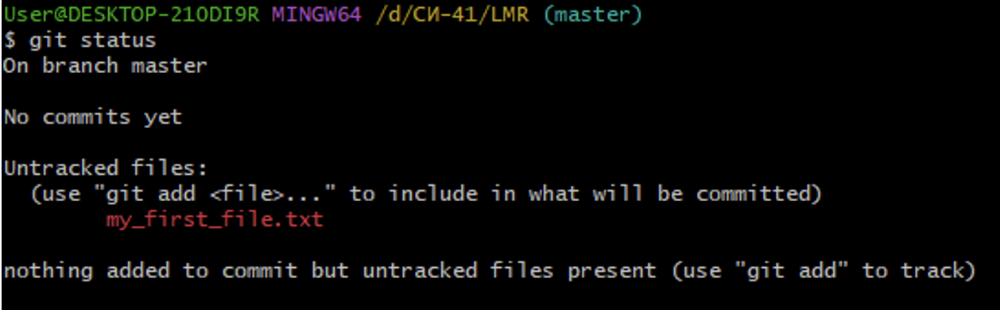 User@DESKTOP-21ODI9R MINGW64 /d/СИ-41/LMR (master)
$ git status
On branch master
No commits yet
Untracked files:
(use "git add <file>..." to include in what will be committed)
my_first_file.txt
nothing added to commit but untracked files present (use "git add" to track)